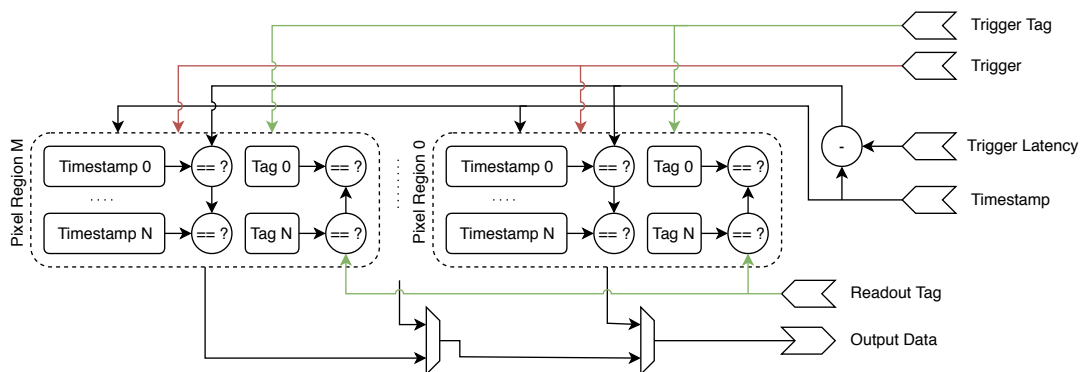 Trigger Tag
Trigger
Trigger Latency
Timestamp
Pixel Region M
Timestamp 0
== ?
Tag 0
== ?
. . . .
Timestamp N
== ?
Tag N
== ?
Pixel Region 0
Timestamp 0
== ?
Tag 0
== ?
. . . .
Timestamp N
== ?
Tag N
== ?
-
Readout Tag
Output Data